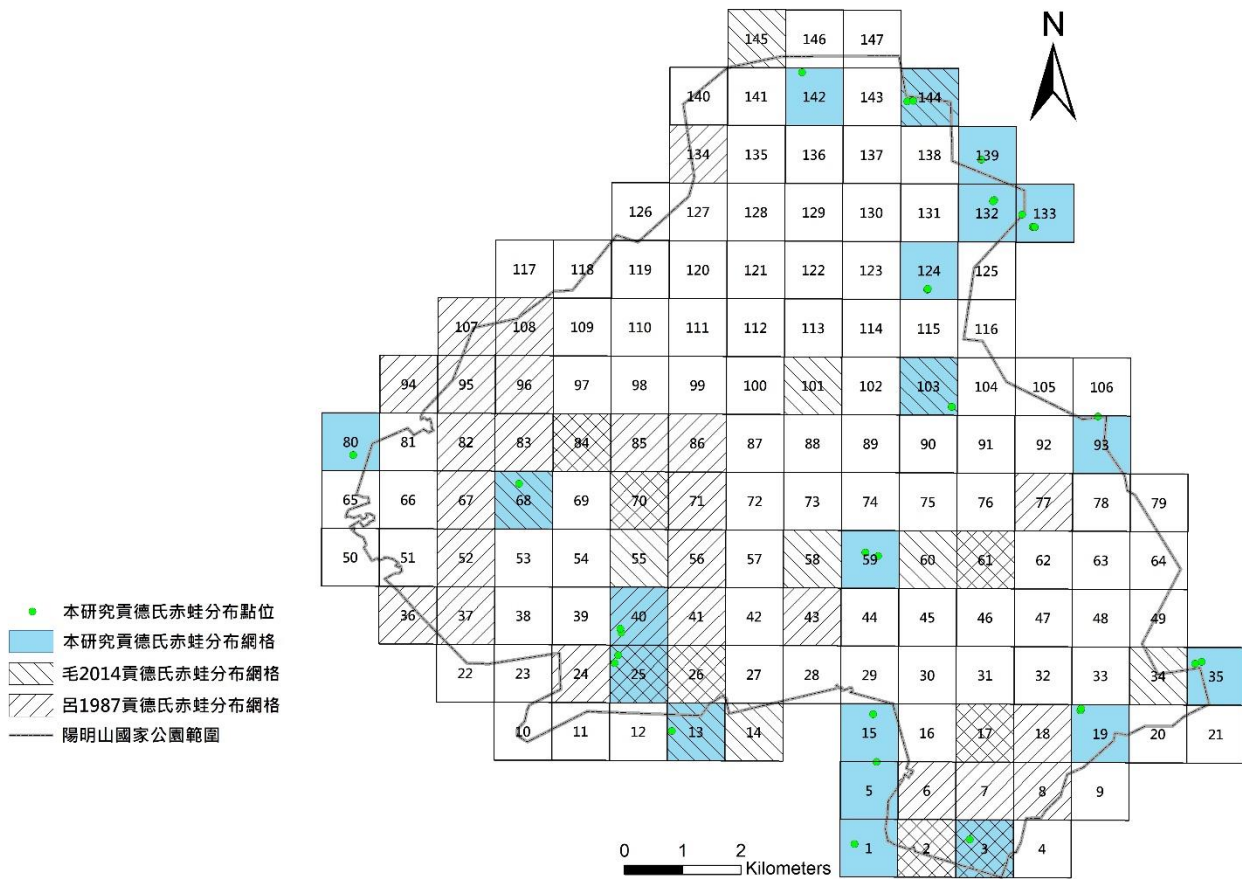 N
145 146 147
140 141 142 143 144
134 135 136 137 138 139
126 127 128 129 130 131 132 133
117 118 119 120 121 122 123 124 125
107 108 109 110 111 112 113 114 115 116
94 95 96 97 98 99 100 101 102 103 104 105 106
80 81 82 83 84 85 86 87 88 89 90 91 92 93
65 66 67 68 69 70 71 72 73 74 75 76 77 78 79
50 51 52 53 54 55 56 57 58 59 60 61 62 63 64
36 37 38 39 40 41 42 43 44 45 46 47 48 49
22 23 24 25 26 27 28 29 30 31 32 33 34 35
10 11 12 13 14 15 16 17 18 19 20 21
5 6 7 8 9
1 2 3 4
本研究貢德氏赤蛙分布點位
本研究貢德氏赤蛙分布網格
毛2014貢德氏赤蛙分布網格
呂1987貢德氏赤蛙分布網格
陽明山國家公園範圍
0 1 2
Kilometers